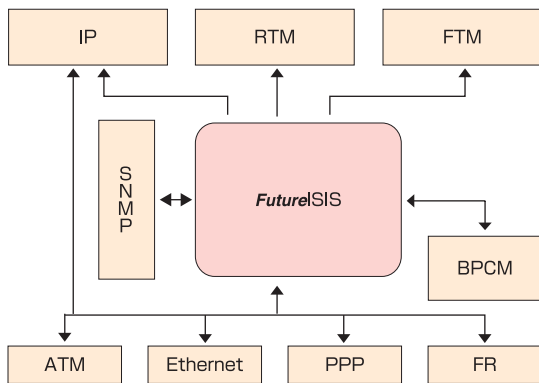 IP
RTM
FTM
SNMP
FutureISIS
BPCM
ATM
Ethernet
PPP
FR